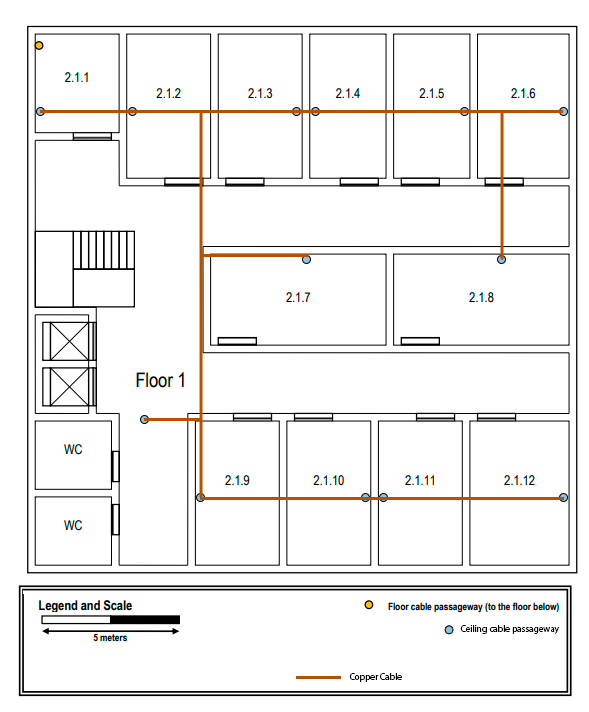 2.1.1
2.1.2
2.1.3
2.1.4
2.1.5
2.1.6
2.1.7
2.1.8
Floor 1
WC
2.1.9
2.1.10
2.1.11
2.1.12
WC
Legend and Scale
5 meters
Floor cable passageway (to the floor below)
Ceiling cable passageway
Copper Cable